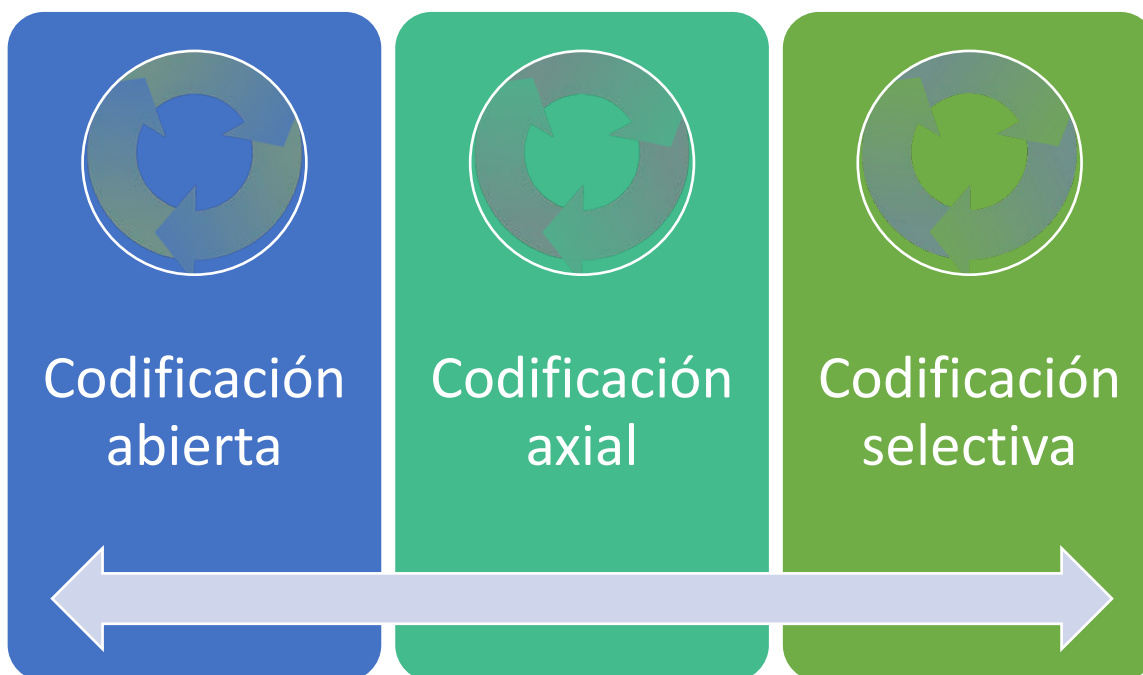 Codificación
abierta
Codificación
axial
Codificación
selectiva